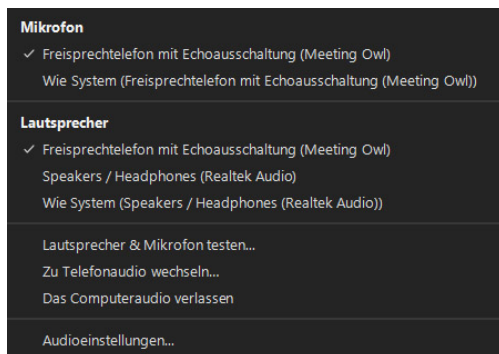 Mikrofon
Freisprechtelefon mit Echoausschaltung (Meeting Owl)
Wie System (Freisprechtelefon mit Echoausschaltung (Meeting Owl))
Lautsprecher
Freisprechtelefon mit Echoausschaltung (Meeting Owl)
Speakers / Headphones (Realtek Audio)
Wie System (Speakers / Headphones (Realtek Audio))
Lautsprecher & Mikrofon testen...
Zu Telefonaudio wechseln...
Das Computeraudio verlassen
Audioeinstellungen...